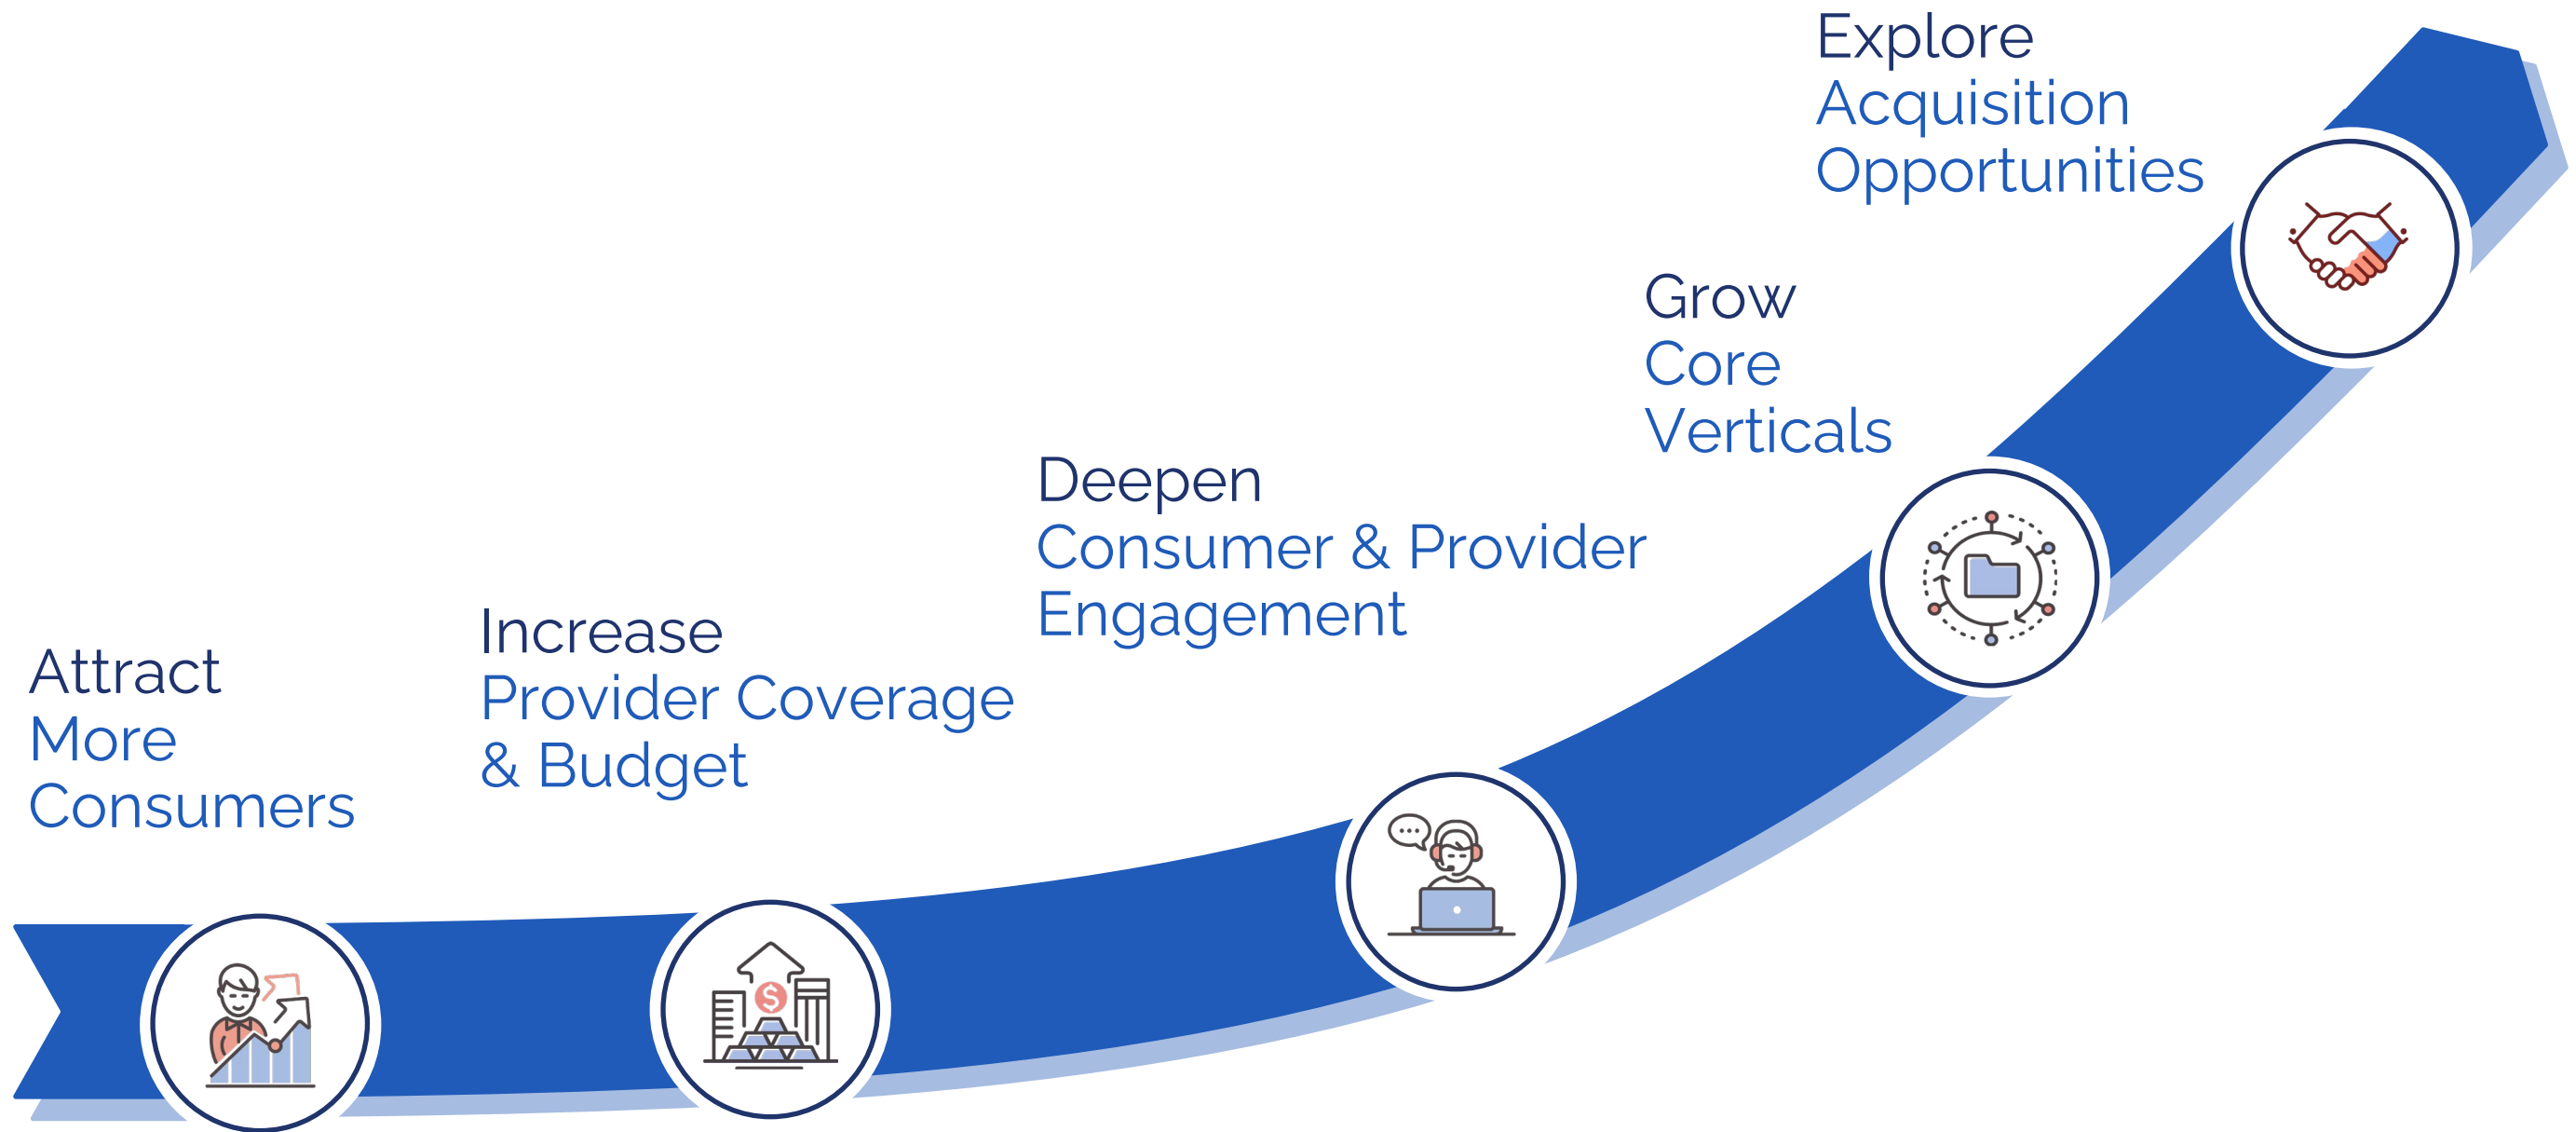 Attract
More
Consumers
Increase
Provider Coverage
& Budget
Deepen
Consumer & Provider
Engagement
Grow
Core
Verticals
Explore
Acquisition
Opportunities
$